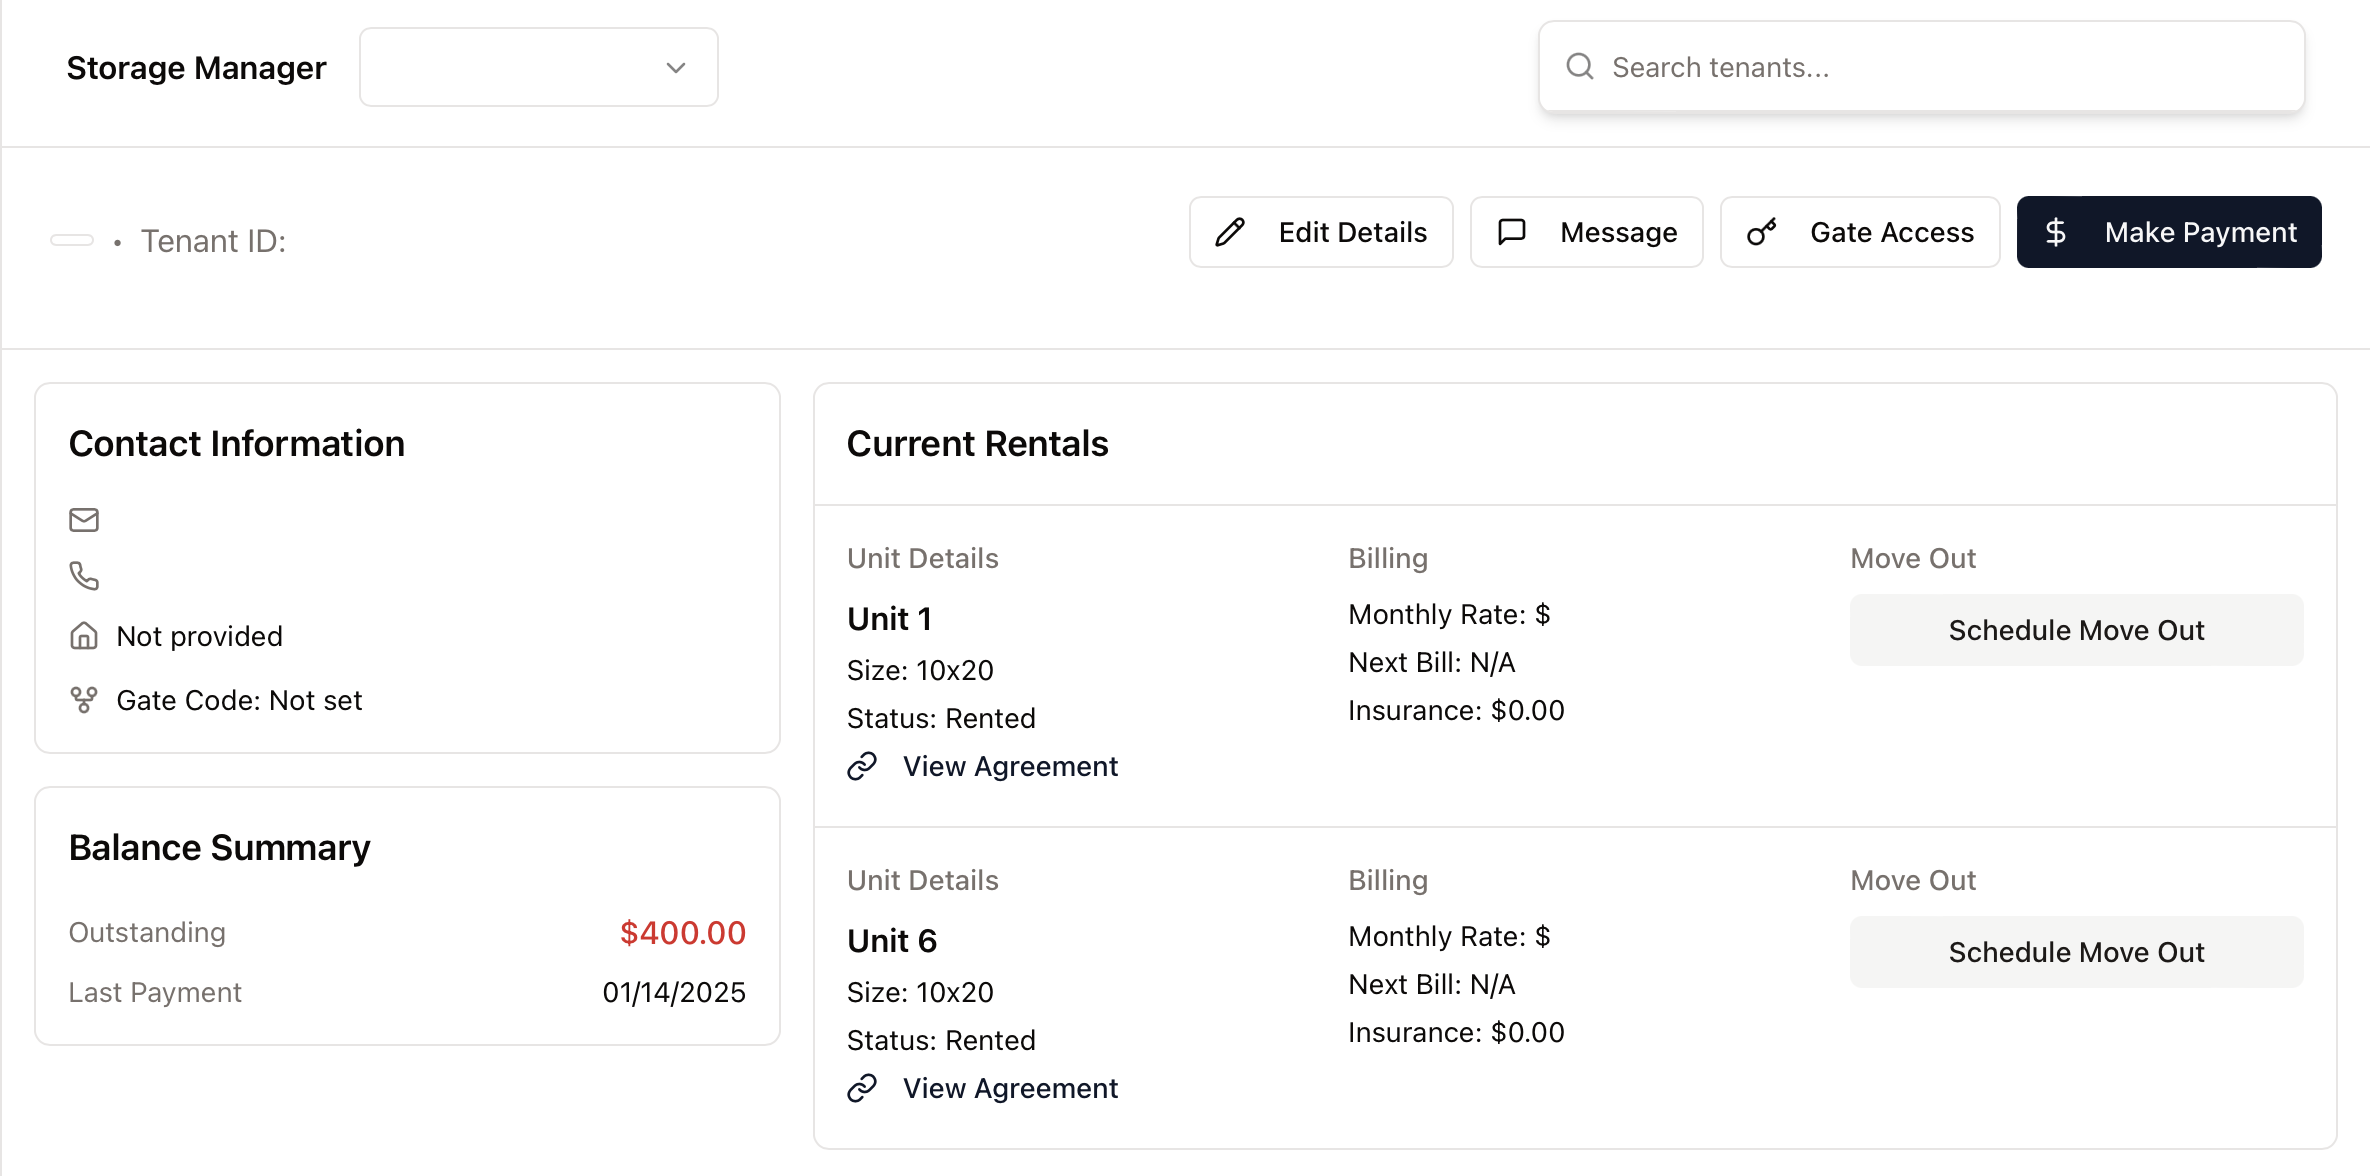 Storage Manager
Search tenants...
• Tenant ID:
Edit Details
Message
Gate Access
Make Payment
Contact Information
Not provided
Gate Code: Not set
Balance Summary
Outstanding
$400.00
Last Payment
01/14/2025
Current Rentals
Unit Details
Unit 1
Size: 10x20
Status: Rented
View Agreement
Billing
Monthly Rate: $
Next Bill: N/A
Insurance: $0.00
Move Out
Schedule Move Out
Unit Details
Unit 6
Size: 10x20
Status: Rented
View Agreement
Billing
Monthly Rate: $
Next Bill: N/A
Insurance: $0.00
Move Out
Schedule Move Out